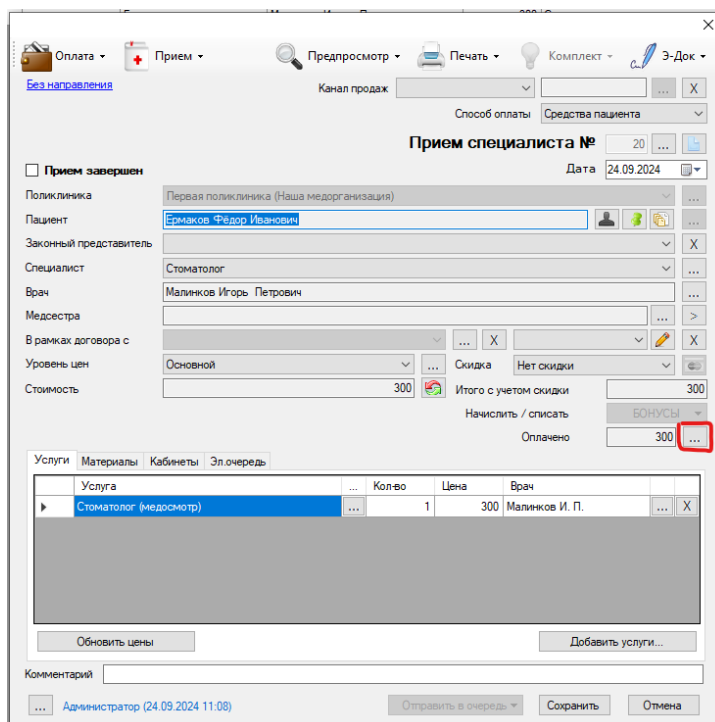 Оплата Прием Предпросмотр Печать Комплект Э-Док
Без направления Канал продаж ... X
Способ оплаты Средства пациента
Прием специалиста № 20 ...
Прием завершен Дата 24.09.2024
Поликлиника Первая поликлиника (Наша медорганизация) ...
Пациент Ермаков Фёдор Иванович ...
Законный представитель X
Специалист Стоматолог ...
Врач Малинков Игорь Петрович ...
Медсестра ... >
В рамках договора с ... X X
Уровень цен Основной ... Скидка Нет скидки
Стоимость 300 Итого с учетом скидки 300
Начислить / списать БОНУСЫ
Оплачено 300 ...
Услуги Материалы Кабинеты Эл.очередь
Услуга ... Кол-во Цена Врач
Стоматолог (медосмотр) ... 1 300 Малинков И. П. ... X
Обновить цены Добавить услуги...
Комментарий
... Администратор (24.09.2024 11:08) Отправить в очередь Сохранить Отмена